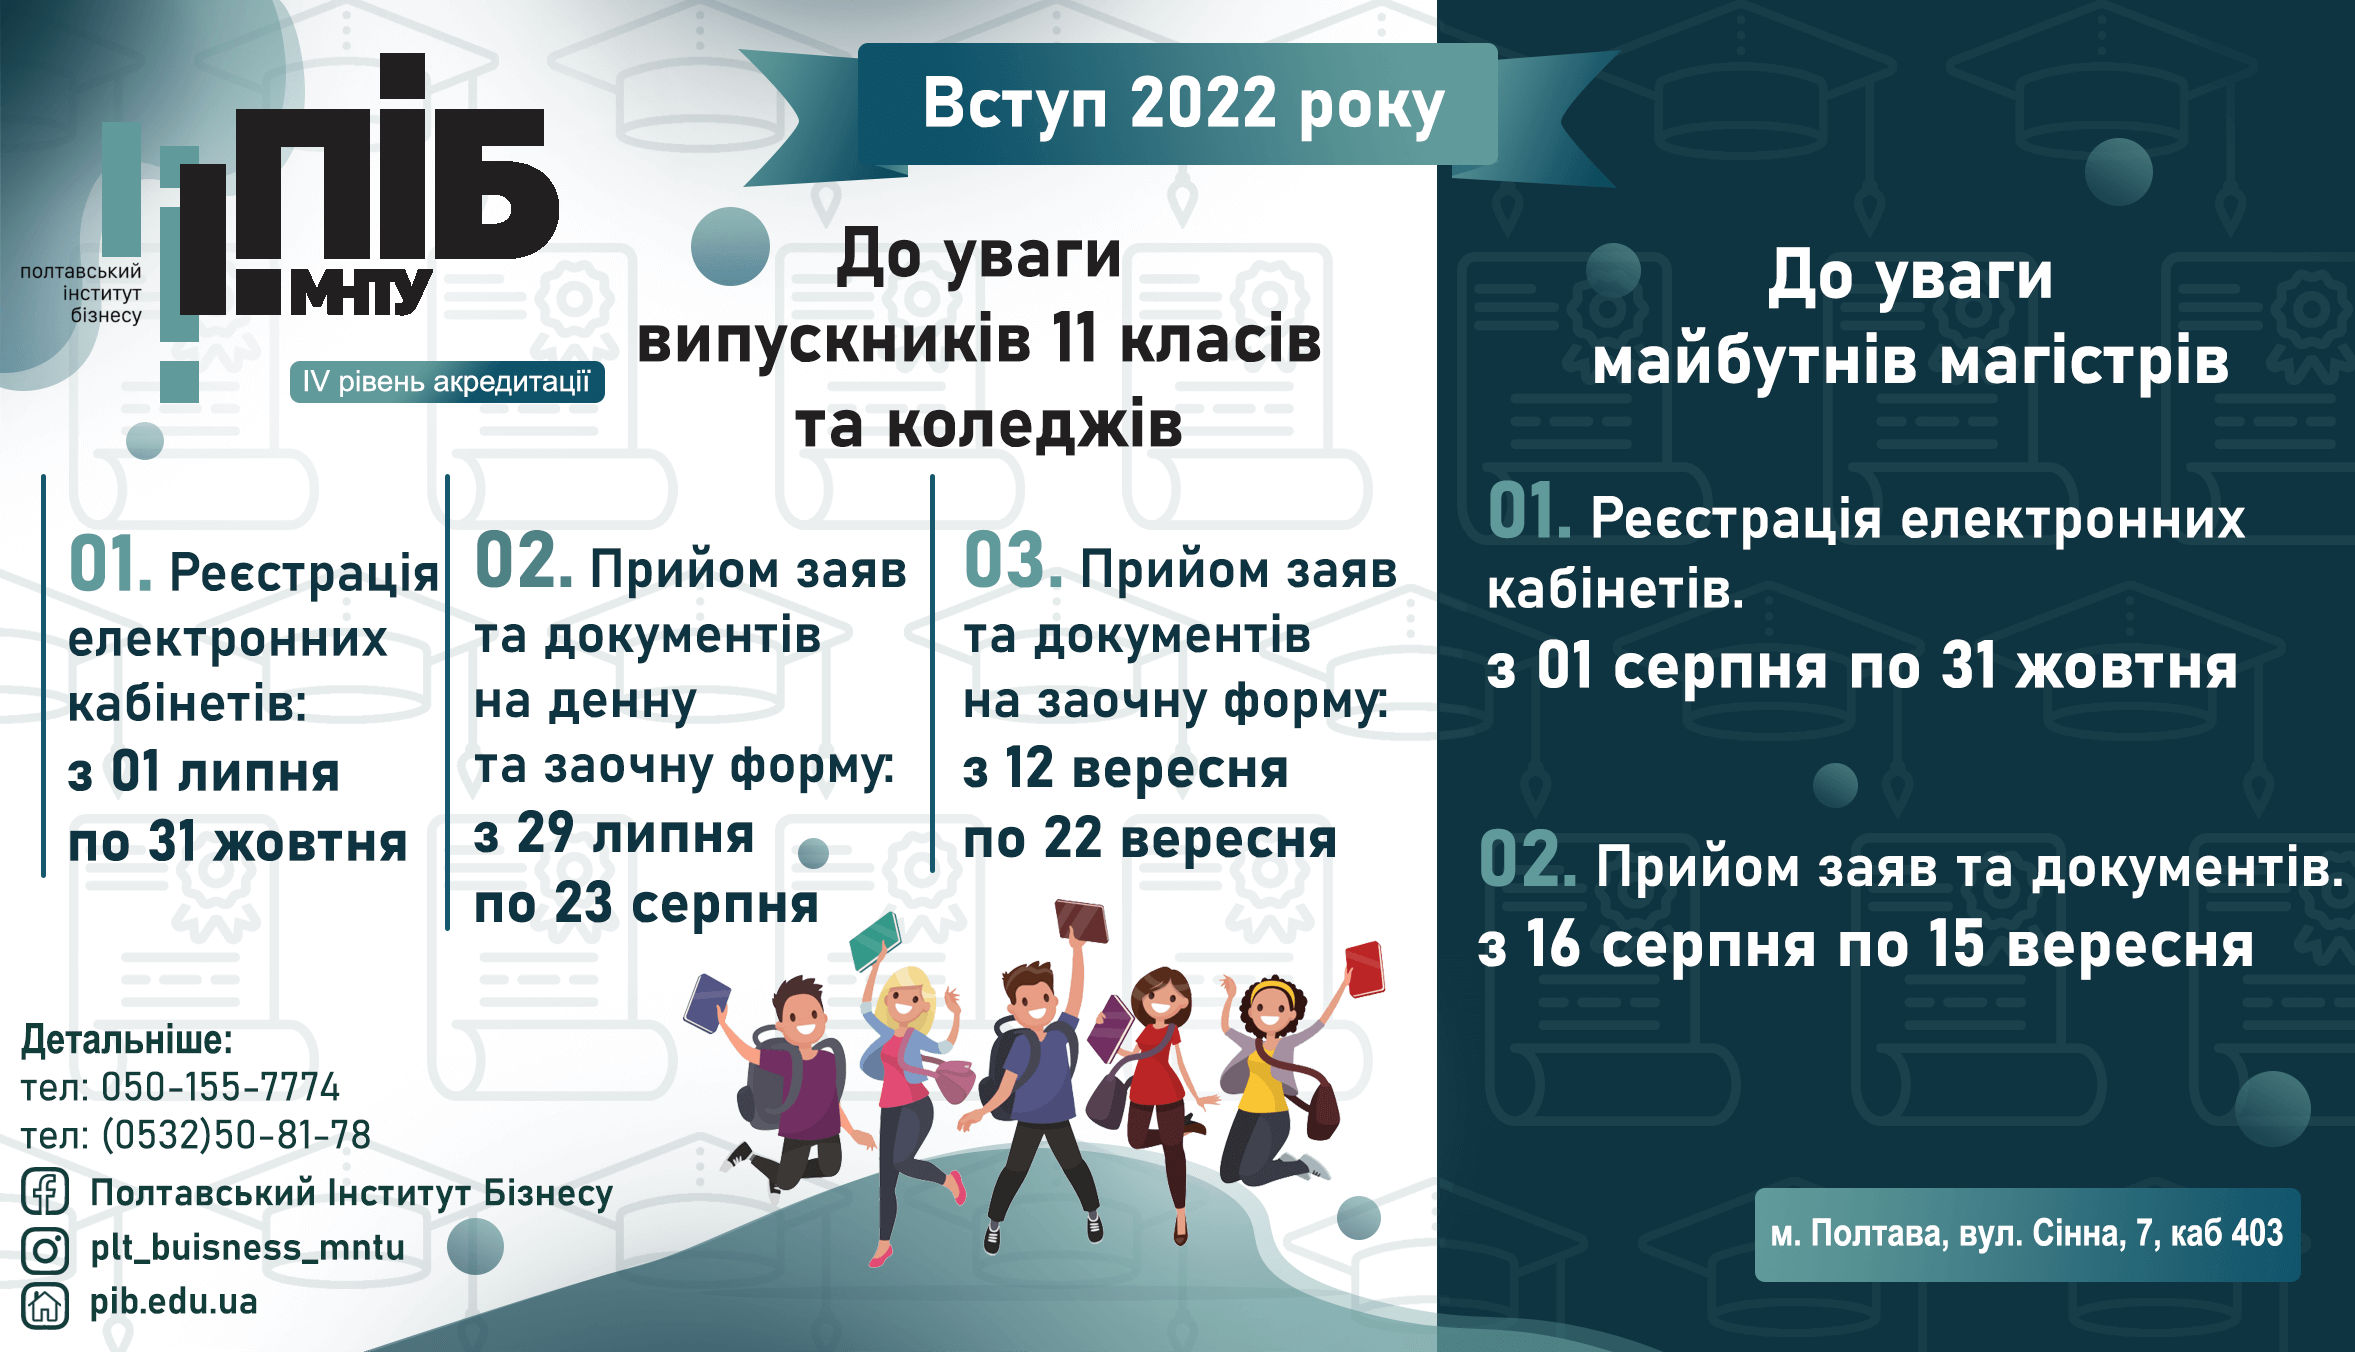 ПІБ
МНТУ
полтавський
інститут
бізнесу
IV рівень акредитації
Вступ 2022 року
До уваги
випускників 11 класів
та коледжів
01. Реєстрація
електронних
кабінетів:
з 01 липня
по 31 жовтня
02. Прийом заяв
та документів
на денну
та заочну форму:
з 29 липня
по 23 серпня
03. Прийом заяв
та документів
на заочну форму:
з 12 вересня
по 22 вересня
До уваги
майбутнів магістрів
01. Реєстрація електронних
кабінетів.
з 01 серпня по 31 жовтня
02. Прийом заяв та документів.
з 16 серпня по 15 вересня
Детальніше:
тел: 050-155-7774
тел: (0532)50-81-78
Полтавський Інститут Бізнесу
plt_buisness_mntu
pib.edu.ua
м. Полтава, вул. Сінна, 7, каб 403